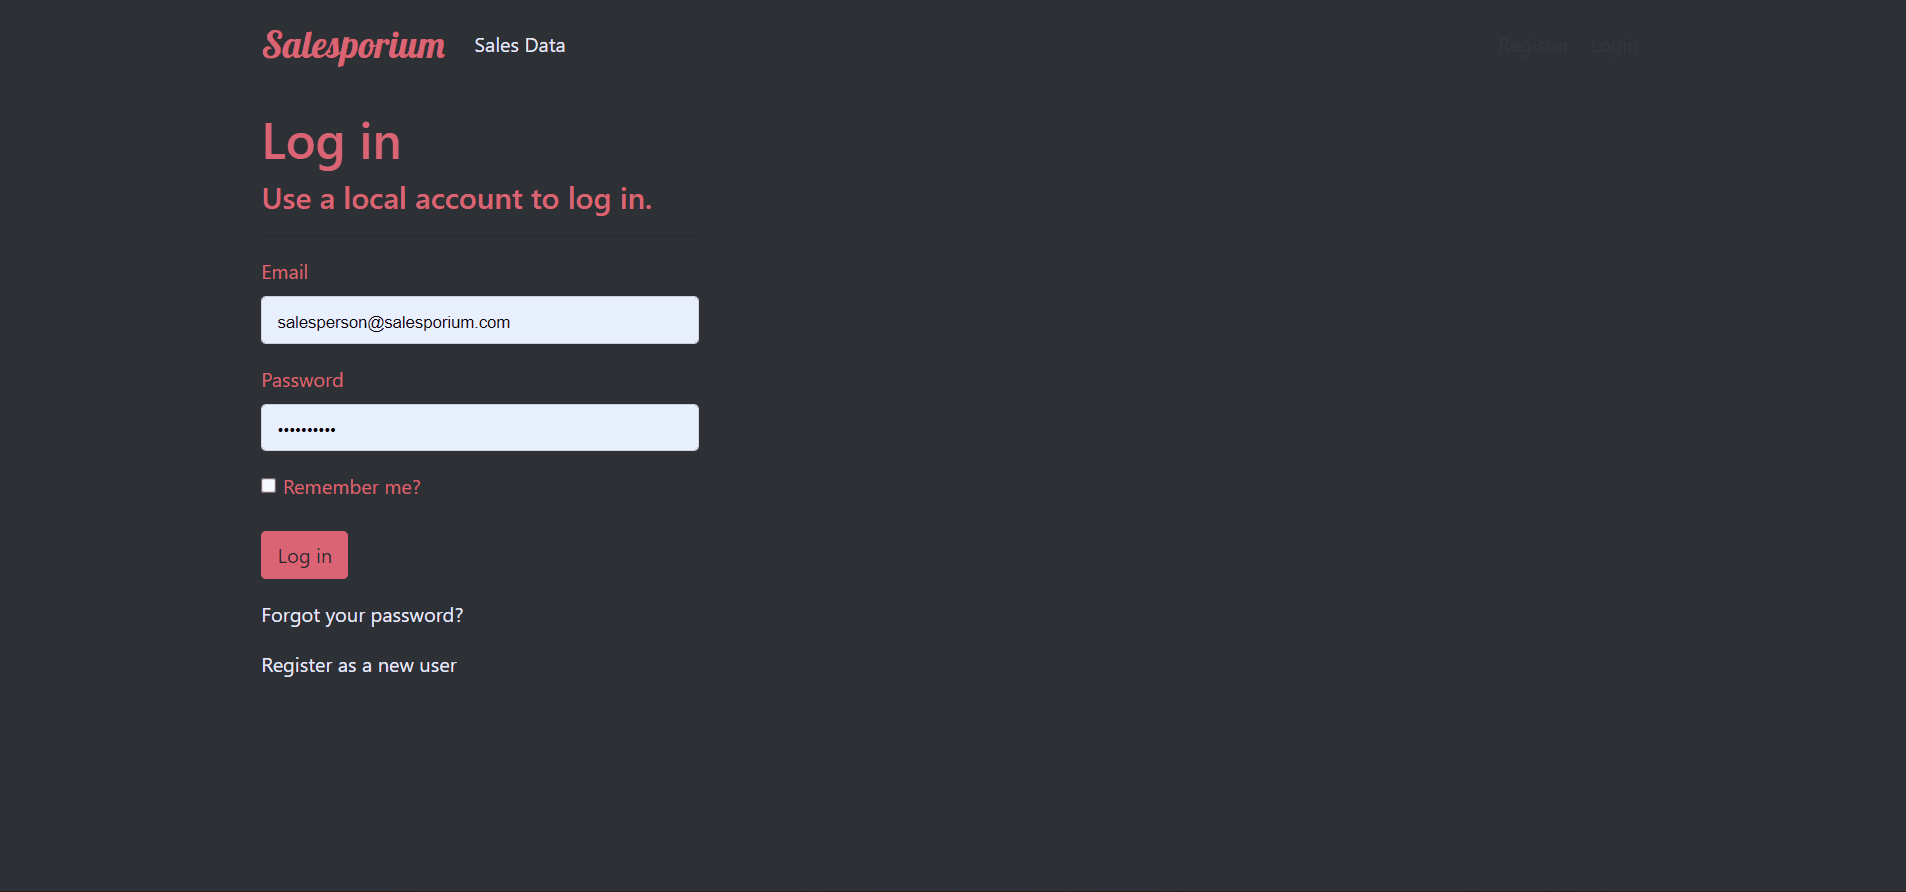 Salesporium Sales Data Register Login
Log in
Use a local account to log in.
Email
salesperson@salesporium.com
Password
••••••••••
Remember me?
Log in
Forgot your password?
Register as a new user